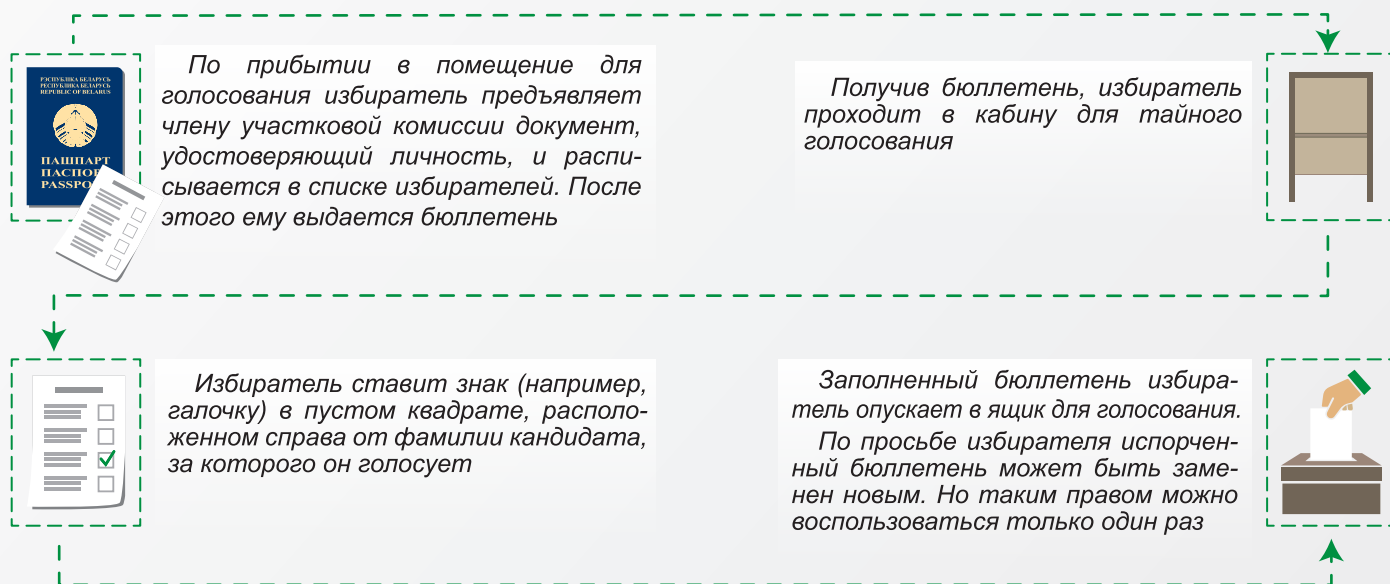 РЭСПУБЛІКА БЕЛАРУСЬ
РЕСПУБЛИКА БЕЛАРУСЬ
REPUBLIC OF BELARUS
ПАШПАРТ
ПАСПОР
PASSPO
По прибытии в помещение для
голосования избиратель предъявляет
члену участковой комиссии документ,
удостоверяющий личность, и распи-
сывается в списке избирателей. После
этого ему выдается бюллетень
Получив бюллетень, избиратель
проходит в кабину для тайного
голосования
Избиратель ставит знак (например,
галочку) в пустом квадрате, располо-
женном справа от фамилии кандидата,
за которого он голосует
Заполненный бюллетень избира-
тель опускает в ящик для голосования.
По просьбе избирателя испорчен-
ный бюллетень может быть заме-
нен новым. Но таким правом можно
воспользоваться только один раз